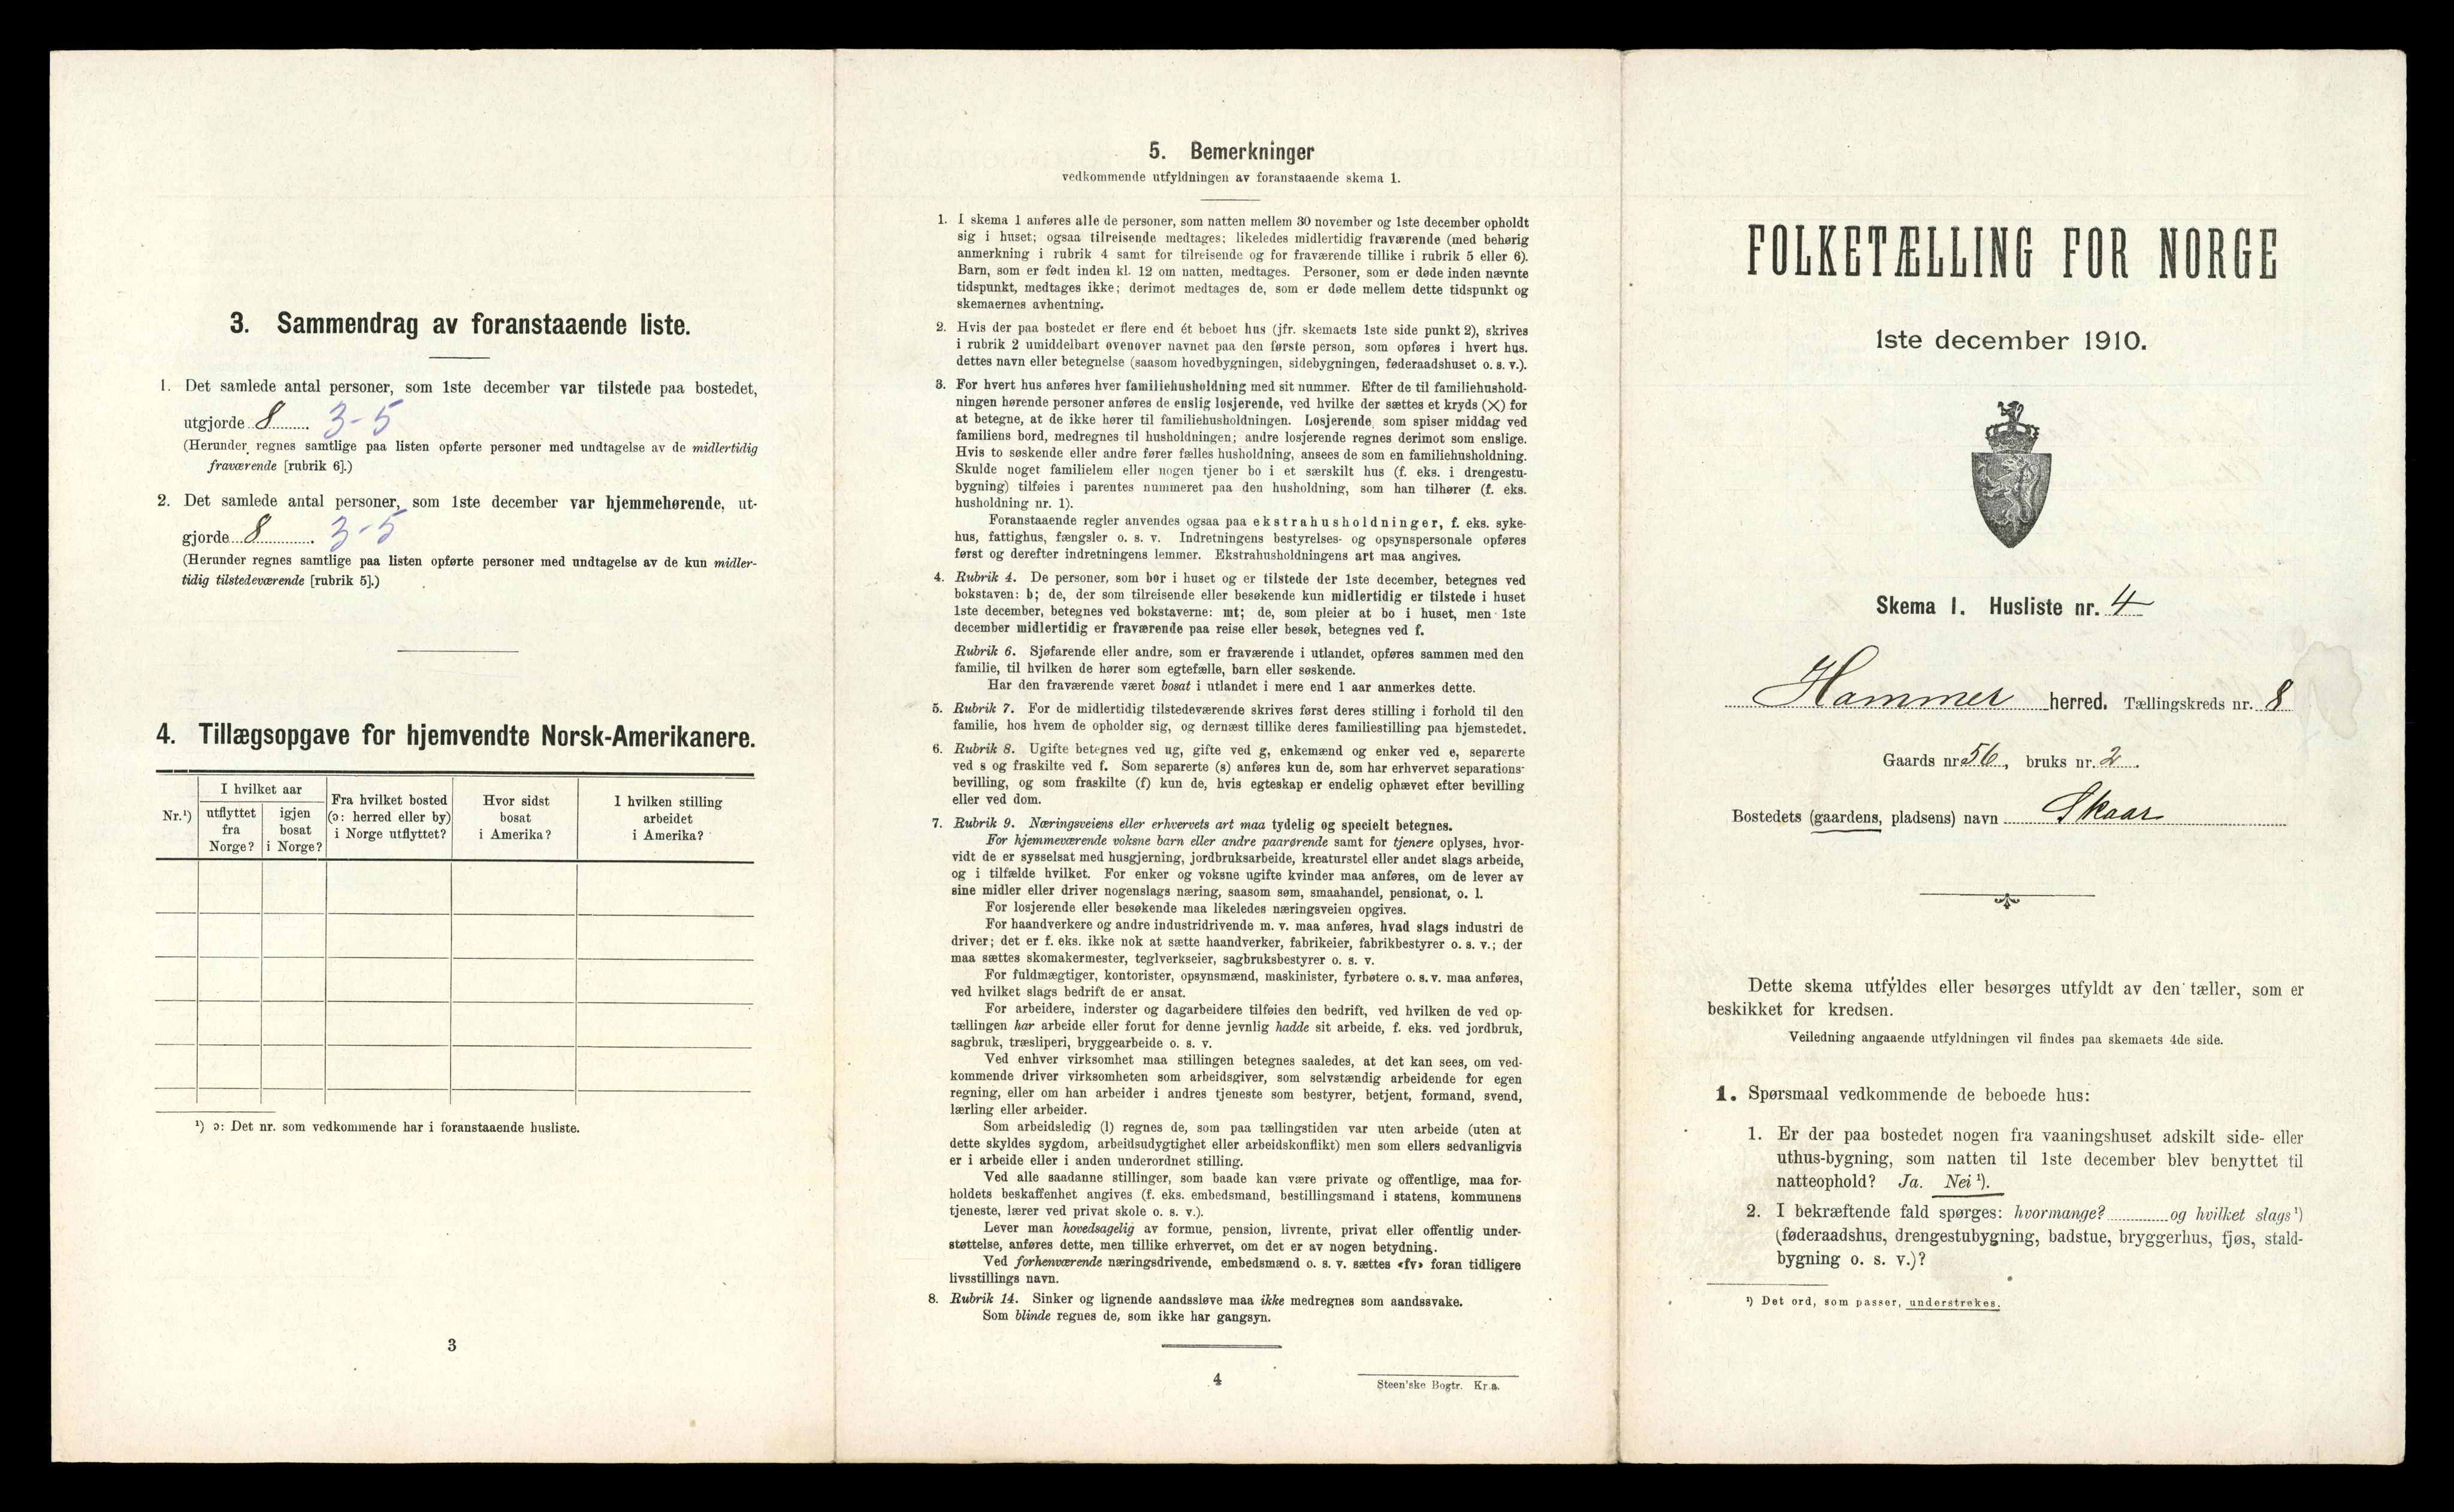 3. Sammendrag av foranstaaende liste.
1. Det samlede antal personer, som 1ste december var tilstede paa bostedet,
utgjorde 8. 3-5
(Herunder regnes samtlige paa listen opførte personer med undtagelse av de midlertidig
fraværende [rubrik 6].)
2. Det samlede antal personer, som 1ste december var hjemmehørende, ut-
gjorde 8. 3-5
(Herunder regnes samtlige paa listen opførte personer med undtagelse av de kun midler-
tidig tilstedeværende [rubrik 5].)
4. Tillægsopgave for hjemvendte Norsk-Amerikanere.
Nr.¹)
I hvilket aar
utflyttet
fra
Norge?
igjen
bosat
i Norge?
Fra hvilket bosted
(ɔ: herred eller by)
i Norge utflyttet?
Hvor sidst
bosat
i Amerika?
I hvilken stilling
arbeidet
i Amerika?
¹) ɔ: Det nr. som vedkommende har i foranstaaende husliste.
3
5. Bemerkninger
vedkommende utfyldningen av foranstaaende skema 1.
1. I skema 1 anføres alle de personer, som natten mellem 30 november og 1ste december opholdt
sig i huset; ogsaa tilreisende medtages; likeledes midlertidig fraværende (med behørig
anmerkning i rubrik 4 samt for tilreisende og for fraværende tillike i rubrik 5 eller 6).
Barn, som er født inden kl. 12 om natten, medtages. Personer, som er døde inden nævnte
tidspunkt, medtages ikke; derimot medtages de, som er døde mellem dette tidspunkt og
skemaernes avhentning.
2. Hvis der paa bostedet er flere end ét beboet hus (jfr. skemaets 1ste side punkt 2), skrives
i rubrik 2 umiddelbart ovenover navnet paa den første person, som opføres i hvert hus.
dettes navn eller betegnelse (saasom hovedbygningen, sidebygningen, føderaadshuset o. s. v.).
3. For hvert hus anføres hver familiehusholdning med sit nummer. Efter de til familiehushold-
ningen hørende personer anføres de enslig losjerende, ved hvilke der sættes et kryds (×) for
at betegne, at de ikke hører til familiehusholdningen. Losjerende, som spiser middag ved
familiens bord, medregnes til husholdningen; andre losjerende regnes derimot som enslige.
Hvis to søskende eller andre fører fælles husholdning, ansees de som en familiehusholdning.
Skulde noget familielem eller nogen tjener bo i et særskilt hus (f. eks. i drengestu-
bygning) tilføies i parentes nummeret paa den husholdning, som han tilhører (f. eks.
husholdning nr. 1).
Foranstaaende regler anvendes ogsaa paa ekstrahusholdninger, f. eks. syke-
hus, fattighus, fængsler o. s. v. Indretningens bestyrelses- og opsynspersonale opføres
først og derefter indretningens lemmer. Ekstrahusholdningens art maa angives.
4. Rubrik 4. De personer, som bor i huset og er tilstede der 1ste december, betegnes ved
bokstaven: b; de, der som tilreisende eller besøkende kun midlertidig er tilstede i huset
1ste december, betegnes ved bokstaverne: mt; de, som pleier at bo i huset, men 1ste
december midlertidig er fraværende paa reise eller besøk, betegnes ved f.
Rubrik 6. Sjøfarende eller andre, som er fraværende i utlandet, opføres sammen med den
familie, til hvilken de hører som egtefælle, barn eller søskende.
Har den fraværende været bosat i utlandet i mere end 1 aar anmerkes dette.
5. Rubrik 7. For de midlertidig tilstedeværende skrives først deres stilling i forhold til den
familie, hos hvem de opholder sig, og dernæst tillike deres familiestilling paa hjemstedet.
6. Rubrik 8. Ugifte betegnes ved ug, gifte ved g, enkemænd og enker ved e, separerte
ved s og fraskilte ved f. Som separerte (s) anføres kun de, som har erhvervet separations-
bevilling, og som fraskilte (f) kun de, hvis egteskap er endelig ophævet efter bevilling
eller ved dom.
7. Rubrik 9. Næringsveiens eller erhvervets art maa tydelig og specielt betegnes.
For hjemmeværende voksne barn eller andre paarørende samt for tjenere oplyses, hvor-
vidt de er sysselsat med husgjerning, jordbruksarbeide, kreaturstel eller andet slags arbeide,
og i tilfælde hvilket. For enker og voksne ugifte kvinder maa anføres, om de lever av
sine midler eller driver nogenslags næring, saasom søm, smaahandel, pensionat, o. l.
For losjerende eller besøkende maa likeledes næringsveien opgives.
For haandverkere og andre industridrivende m. v. maa anføres, hvad slags industri de
driver; det er f. eks. ikke nok at sætte haandverker, fabrikeier, fabrikbestyrer o. s. v.; der
maa sættes skomakermester, teglverkseier, sagbruksbestyrer o. s. v.
For fuldmægtiger, kontorister, opsynsmænd, maskinister, fyrbøtere o. s. v. maa anføres,
ved hvilket slags bedrift de er ansat.
For arbeidere, inderster og dagarbeidere tilføies den bedrift, ved hvilken de ved op-
tællingen har arbeide eller forut for denne jevnlig hadde sit arbeide, f. eks. ved jordbruk,
sagbruk, træsliperi, bryggearbeide o. s. v.
Ved enhver virksomhet maa stillingen betegnes saaledes, at det kan sees, om ved-
kommende driver virksomheten som arbeidsgiver, som selvstændig arbeidende for egen
regning, eller om han arbeider i andres tjeneste som bestyrer, betjent, formand, svend,
lærling eller arbeider.
Som arbeidsledig (l) regnes de, som paa tællingstiden var uten arbeide (uten at
dette skyldes sygdom, arbeidsudygtighet eller arbeidskonflikt) men som ellers sedvanligvis
er i arbeide eller i anden underordnet stilling.
Ved alle saadanne stillinger, som baade kan være private og offentlige, maa for-
holdets beskaffenhet angives (f. eks. embedsmand, bestillingsmand i statens, kommunens
tjeneste, lærer ved privat skole o. s. v.).
Lever man hovedsagelig av formue, pension, livrente, privat eller offentlig under-
støttelse, anføres dette, men tillike erhvervet, om det er av nogen betydning.
Ved forhenværende næringsdrivende, embedsmænd o. s. v. sættes «fv» foran tidligere
livsstillings navn.
8. Rubrik 14. Sinker og lignende aandssløve maa ikke medregnes som aandssvake.
Som blinde regnes de, som ikke har gangsyn.
4
Steen'ske Bogtr. Kr.a.
FOLKETÆLLING FOR NORGE
1ste december 1910.
Skema 1. Husliste nr. 4
Hammer herred. Tællingskreds nr. 8
Gaards nr. 56, bruks nr. 2.
Bostedets (gaardens, pladsens) navn Skaar
Dette skema utfyldes eller besørges utfyldt av den tæller, som er
beskikket for kredsen.
Veiledning angaaende utfyldningen vil findes paa skemaets 4de side.
1. Spørsmaal vedkommende de beboede hus:
1. Er der paa bostedet nogen fra vaaningshuset adskilt side- eller
uthus-bygning, som natten til 1ste december blev benyttet til
natteophold? Ja. Nei ¹).
2. I bekræftende fald spørges: hvormange? og hvilket slags ¹)
(føderaadshus, drengestubygning, badstue, bryggerhus, fjøs, stald-
bygning o. s. v.)?
¹) Det ord, som passer, understrekes.